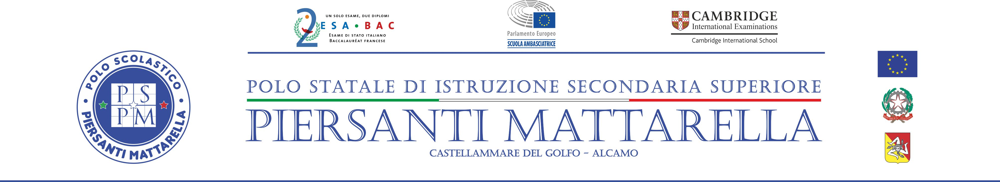 UN SOLO ESAME, DUE DIPLOMI
2 ESA • BAC
ESAME DI STATO ITALIANO
BACCALAURÉAT FRANCESE
Parlamento Europeo
SCUOLA AMBASCIATRICE
CAMBRIDGE
International Examinations
Cambridge International School
• POLO SCOLASTICO •
PIERSANTI MATTARELLA
P S
P M
POLO STATALE DI ISTRUZIONE SECONDARIA SUPERIORE
PIERSANTI MATTARELLA
CASTELLAMMARE DEL GOLFO - ALCAMO
REPVBBLICA ITALIANA